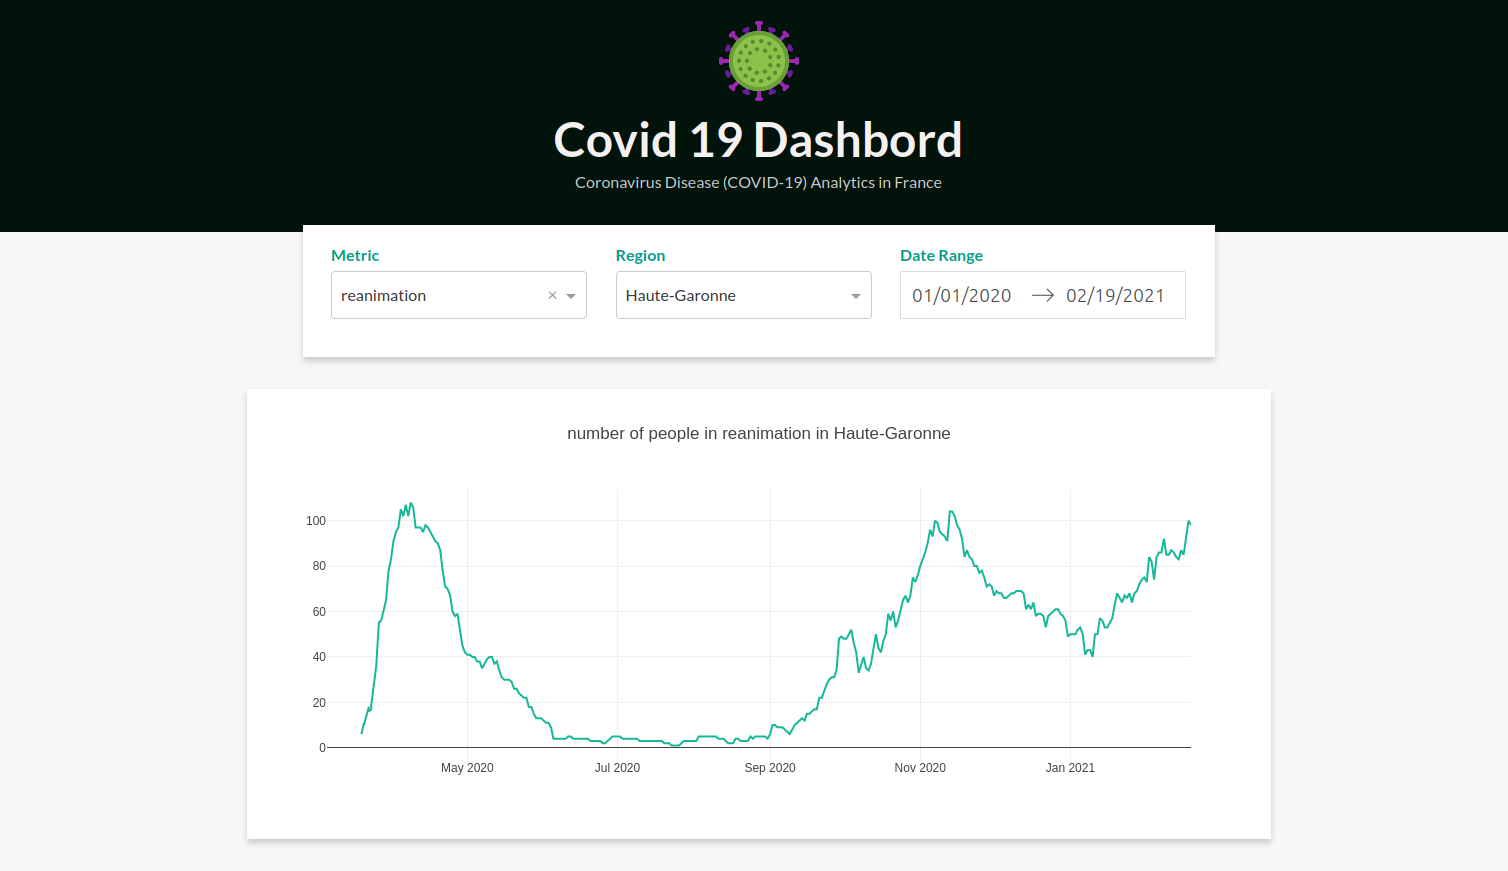 Covid 19 Dashbord
Coronavirus Disease (COVID-19) Analytics in France
Metric
Region
Date Range
reanimation ×
Haute-Garonne
01/01/2020 → 02/19/2021
number of people in reanimation in Haute-Garonne
100
80
60
40
20
0
May 2020
Jul 2020
Sep 2020
Nov 2020
Jan 2021